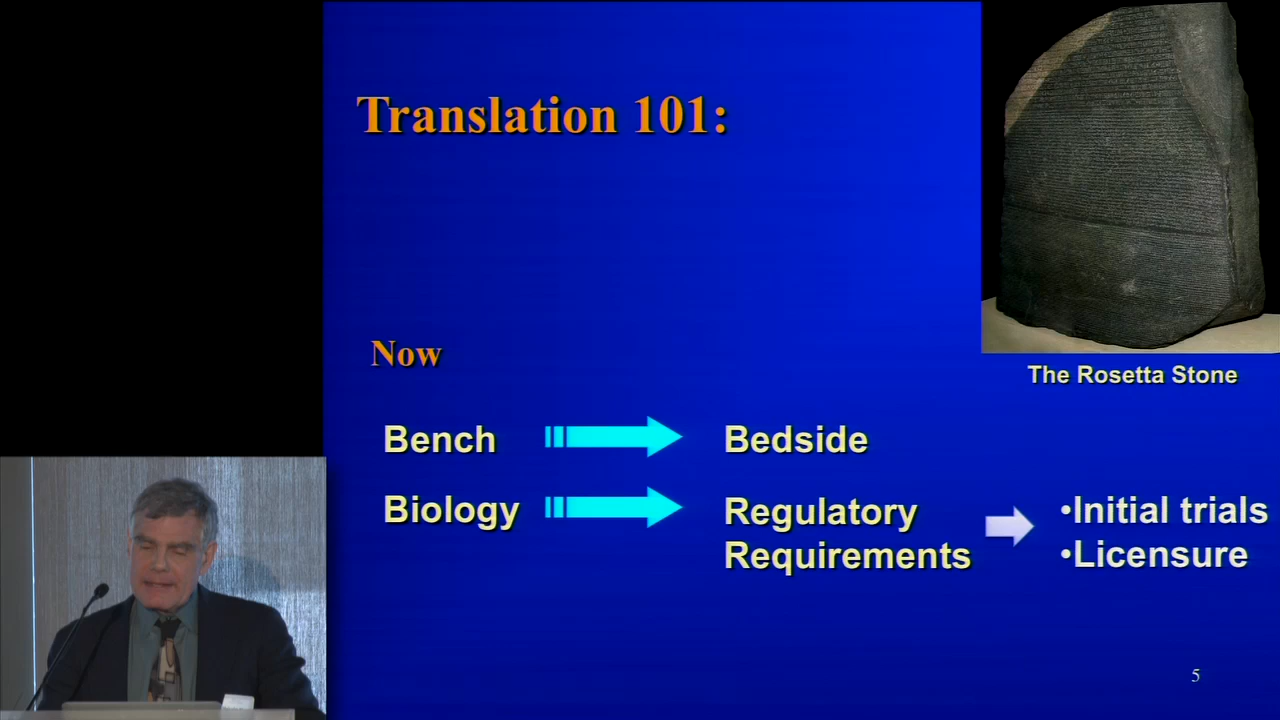 Translation 101:
The Rosetta Stone
Now
Bench
Bedside
Biology
Regulatory
Requirements
•Initial trials
•Licensure
5